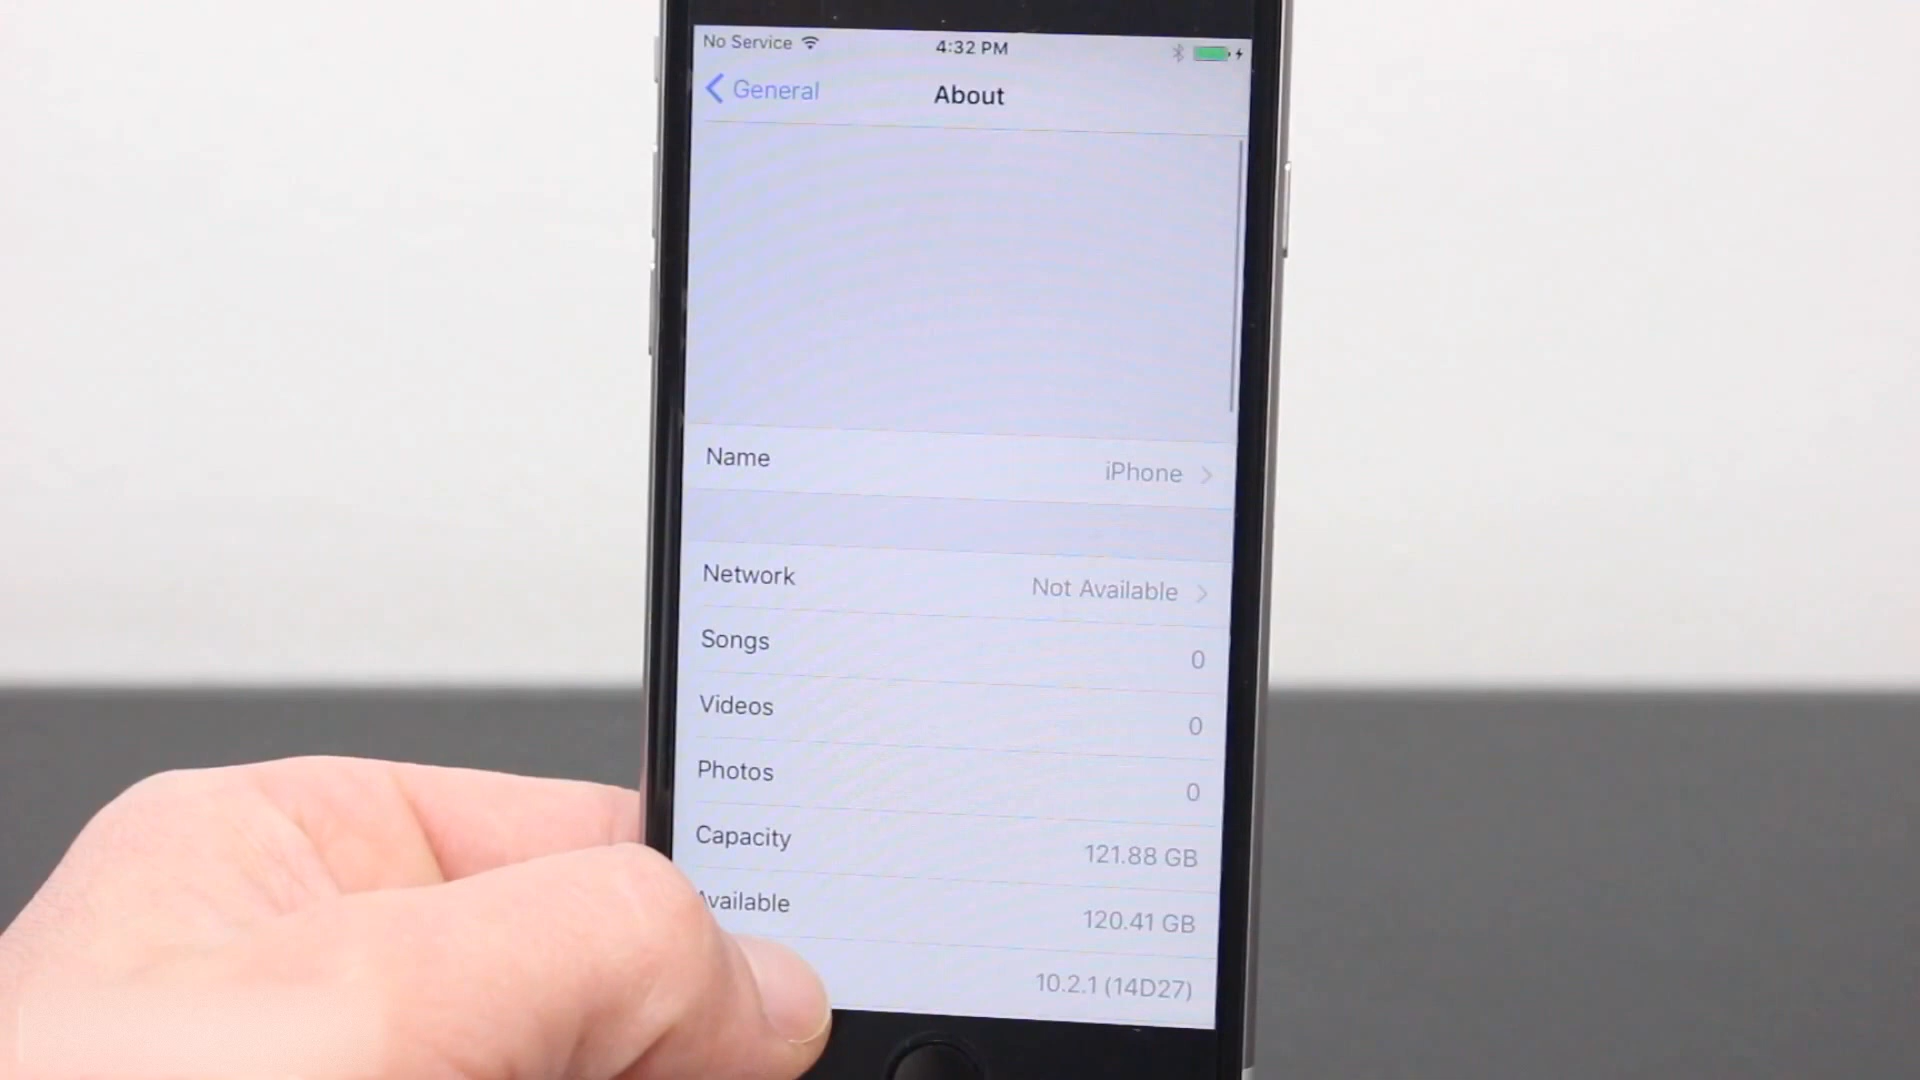 No Service
4:32 PM
General
About
Name iPhone
Network Not Available
Songs 0
Videos 0
Photos 0
Capacity 121.88 GB
Available 120.41 GB
10.2.1 (14D27)